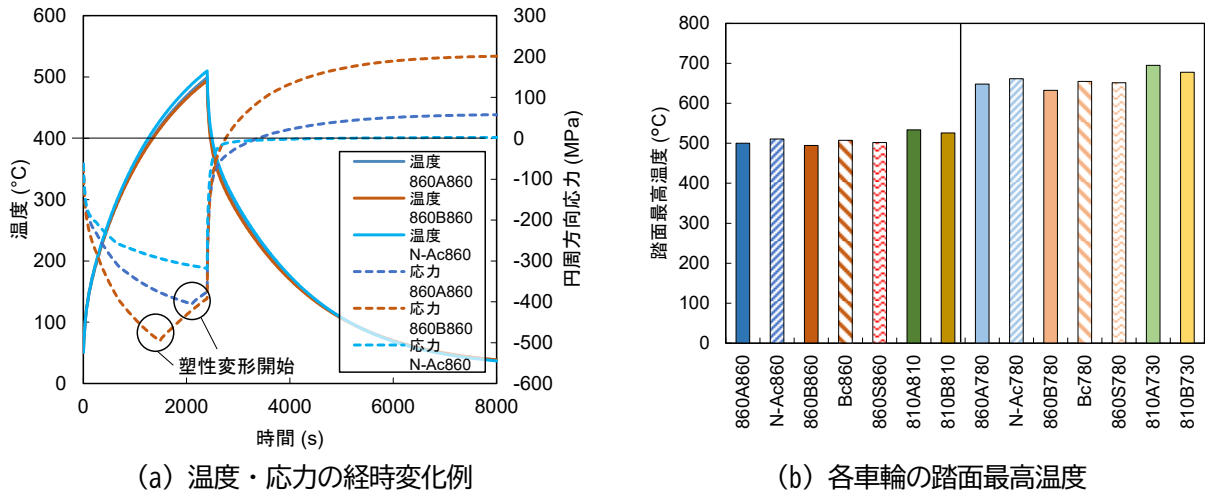 600
500
400
300
200
100
0
温度 (°C)
300
200
100
0
-100
-200
-300
-400
-500
-600
円周方向応力 (MPa)
温度
860A860
温度
860B860
温度
N-Ac860
応力
860A860
応力
860B860
応力
N-Ac860
塑性変形開始
0
2000
4000
6000
8000
時間 (s)
(a) 温度・応力の経時変化例
800
700
600
500
400
300
200
100
0
踏面最高温度 (°C)
860A860
N-Ac860
860B860
Bc860
860S860
810A810
810B810
860A780
N-Ac780
860B780
Bc780
860S780
810A730
810B730
(b) 各車輪の踏面最高温度